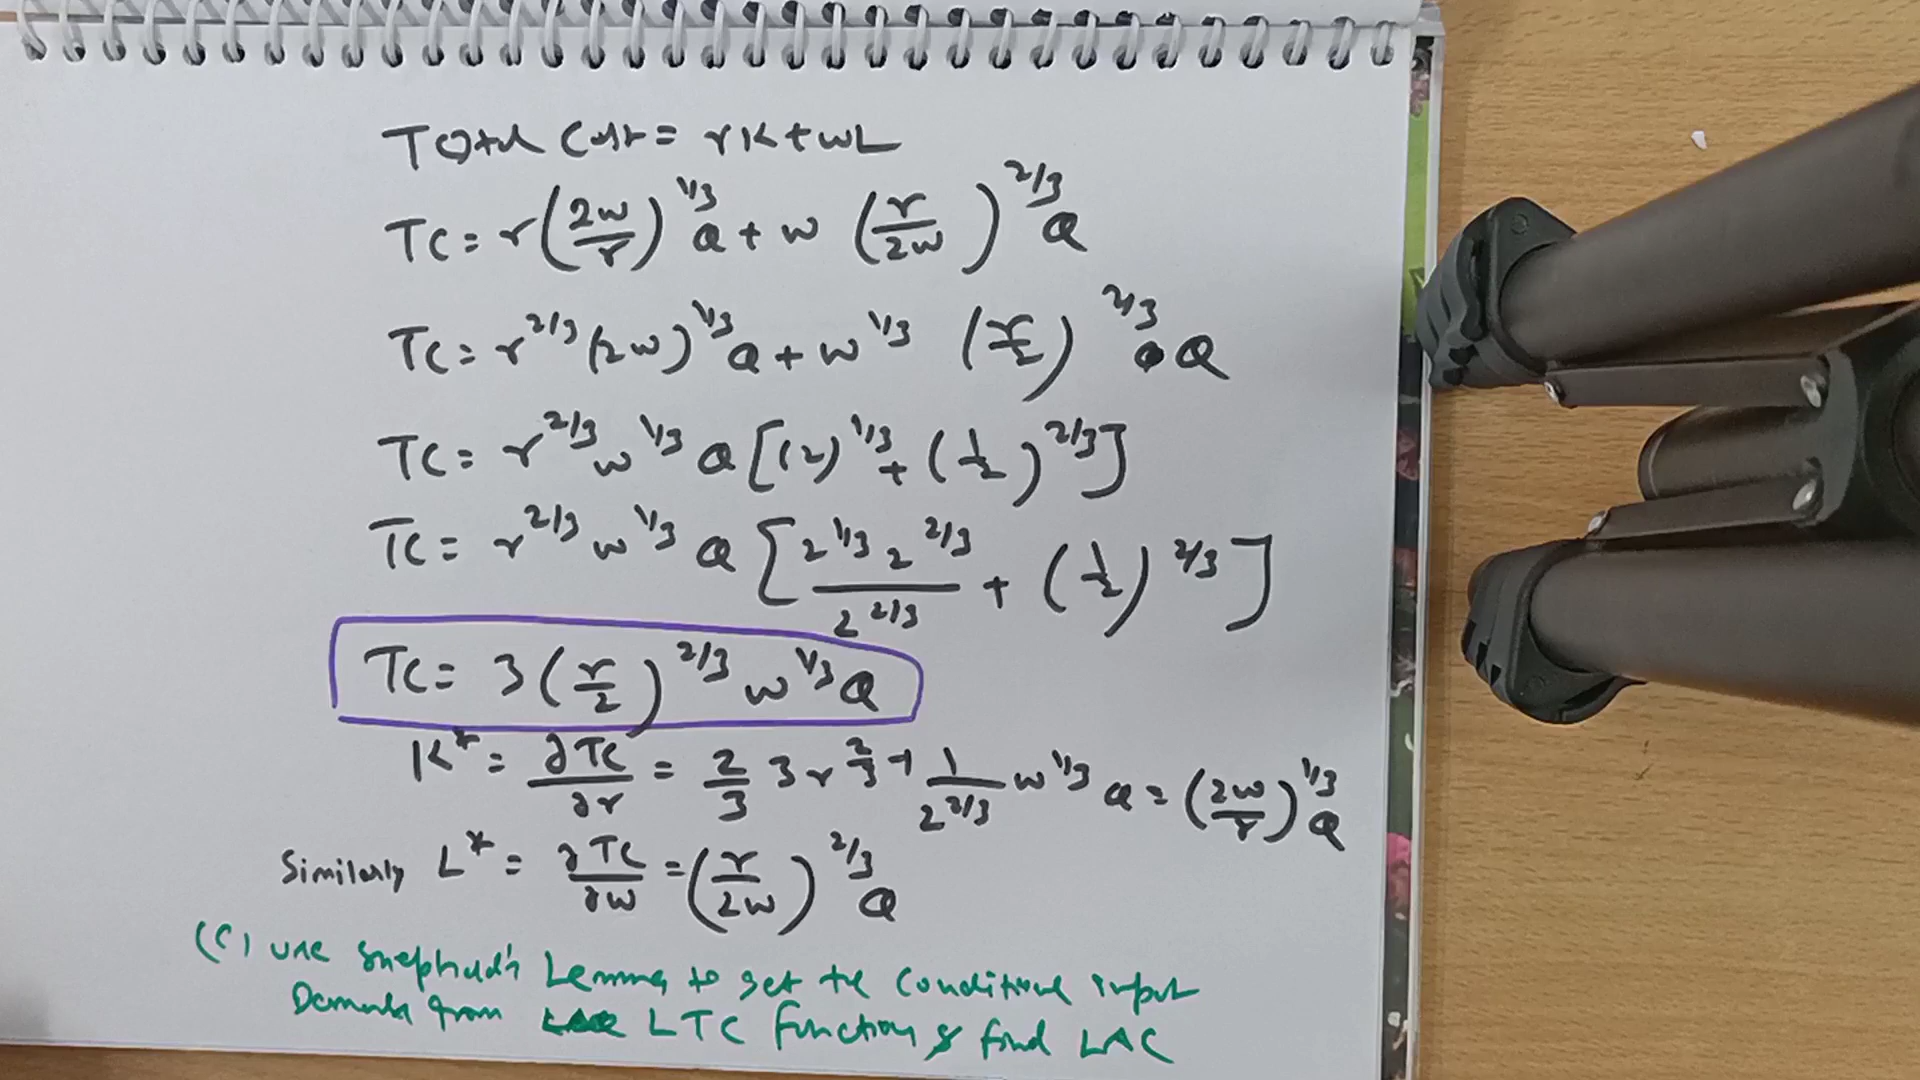 Total Cost = rK + wL
TC = r(2w/r)^1/3 Q + w (r/2w)^2/3 Q
TC = r^2/3 (2w)^1/3 Q + w^1/3 (r/2)^2/3 Q
TC = r^2/3 w^1/3 Q [(2)^1/3 + (1/2)^2/3]
TC = r^2/3 w^1/3 Q [2^1/3 2^2/3 / 2^2/3 + (1/2)^2/3]
TC = 3(r/2)^2/3 w^1/3 Q
K* = ∂TC/∂r = 2/3 3 r^2/3-1 1/2^2/3 w^1/3 Q = (2w/r)^1/3 Q
Similarly L* = ∂TC/∂w = (r/2w)^2/3 Q
(C) use Shephard's Lemma to get the Conditional input
Demands from LTC function & find LAC